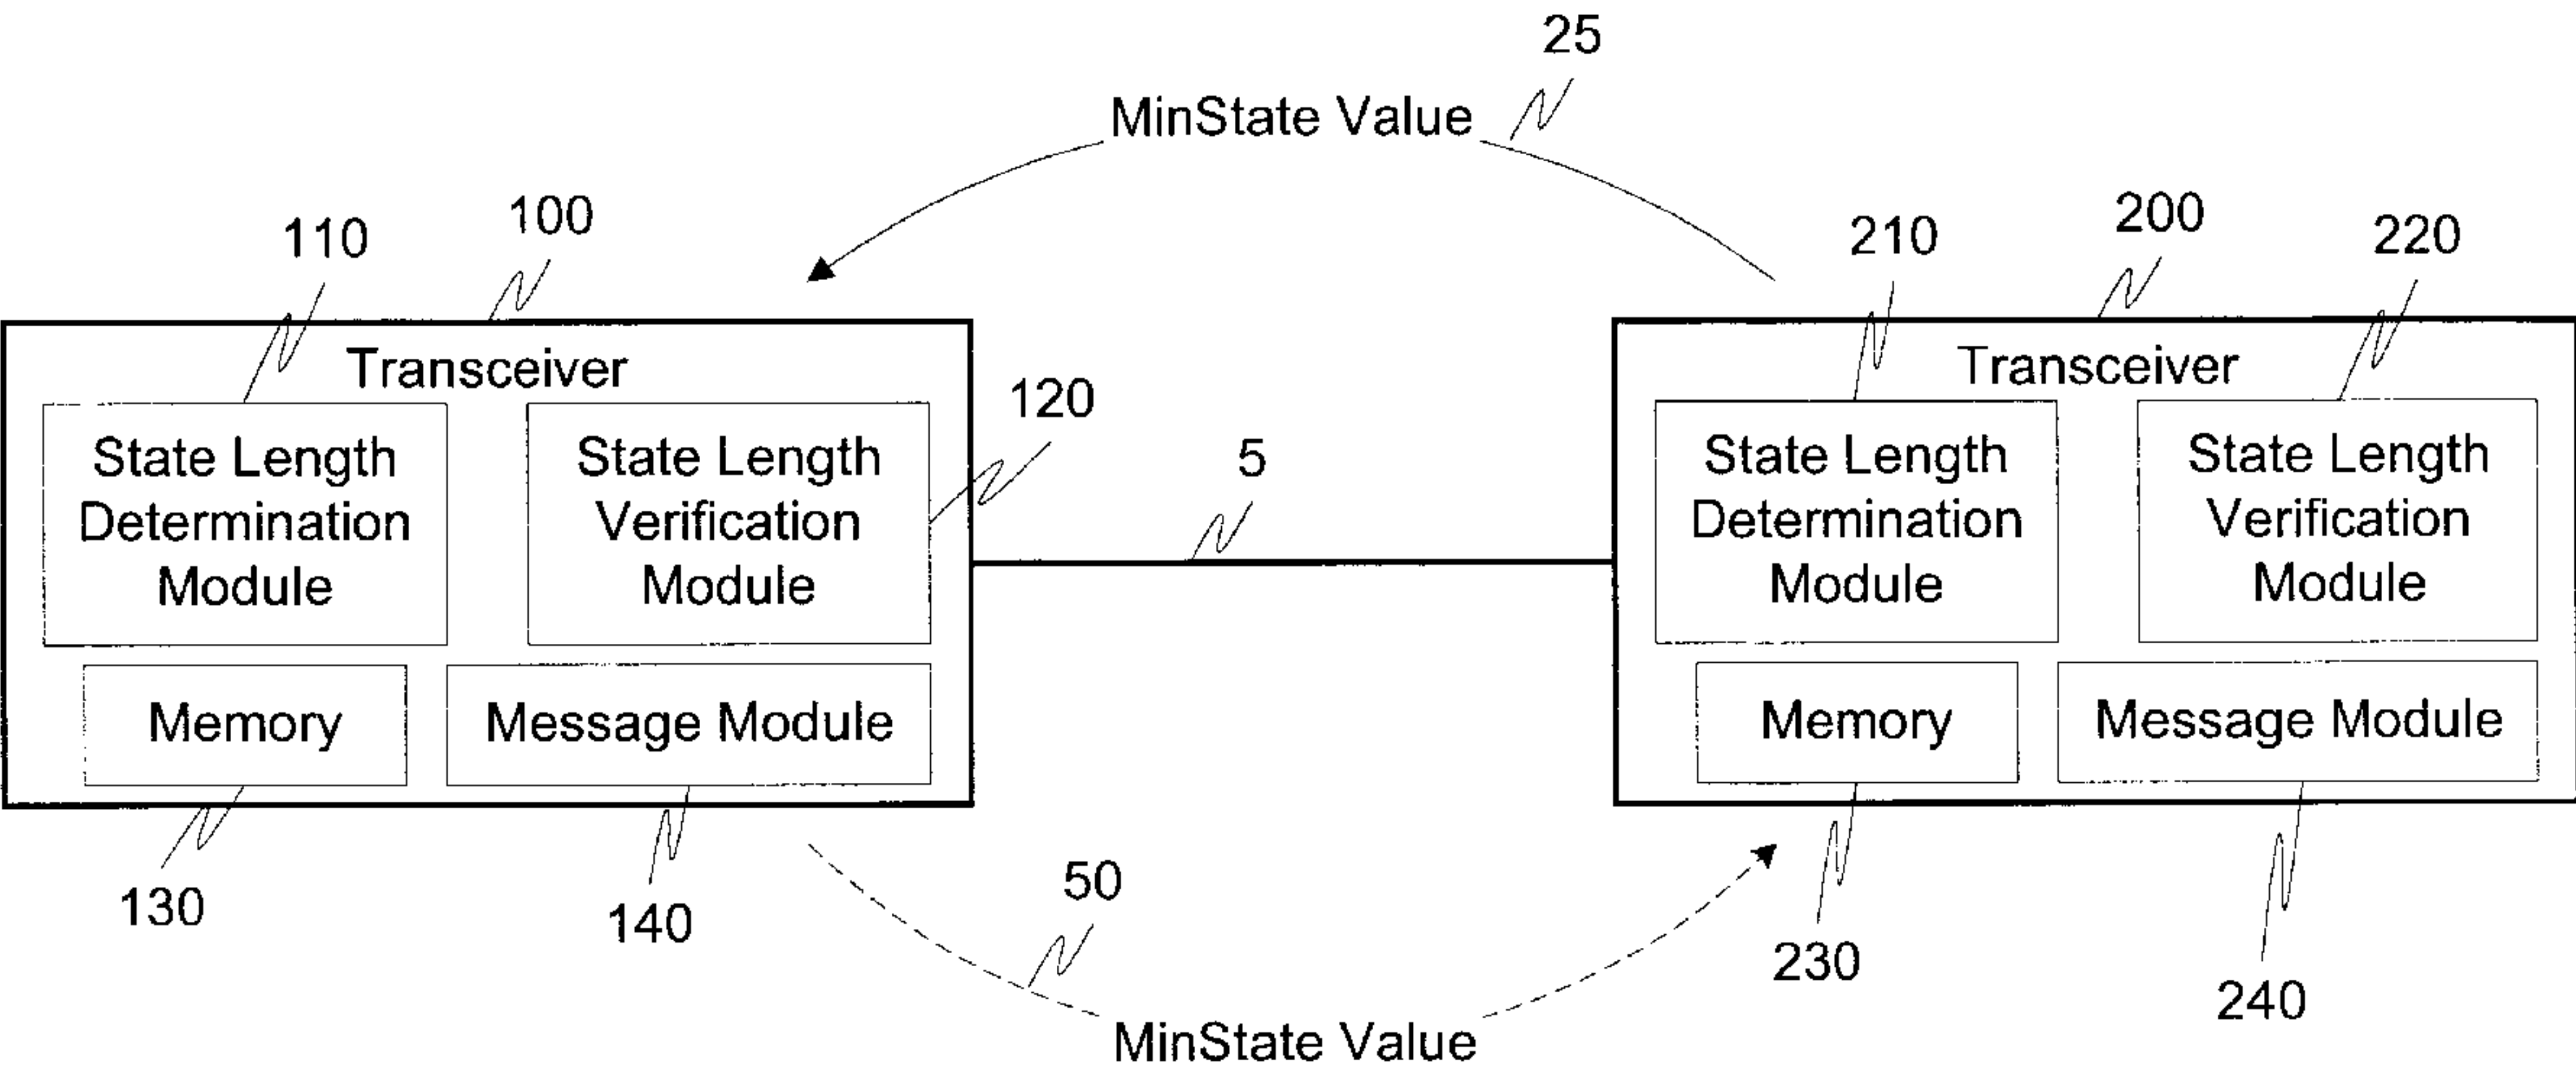 25
MinState Value
100
200
110
210
220
Transceiver
Transceiver
120
State Length
Determination
Module
State Length
Verification
Module
5
State Length
Determination
Module
State Length
Verification
Module
Memory
Message Module
Memory
Message Module
130
140
50
230
240
MinState Value